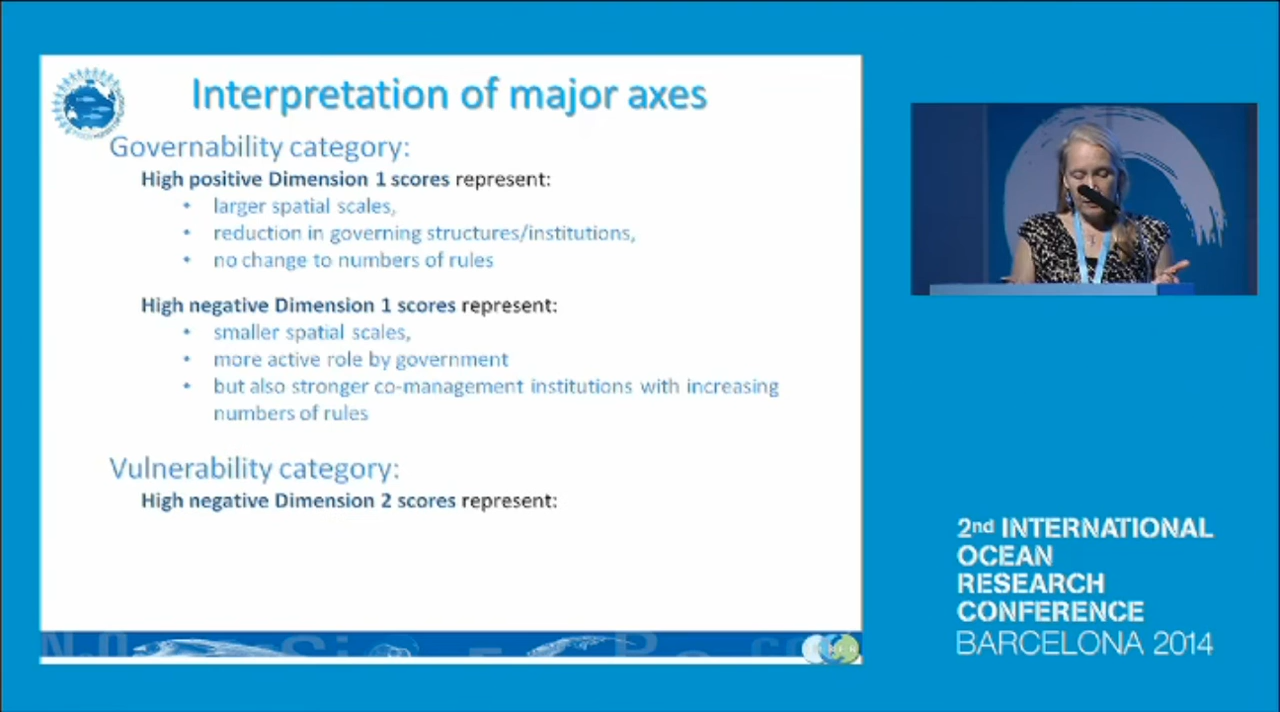 Interpretation of major axes
Governability category:
High positive Dimension 1 scores represent:
• larger spatial scales,
• reduction in governing structures/institutions,
• no change to numbers of rules
High negative Dimension 1 scores represent:
• smaller spatial scales,
• more active role by government
• but also stronger co-management institutions with increasing
numbers of rules
Vulnerability category:
High negative Dimension 2 scores represent:
2nd INTERNATIONAL
OCEAN
RESEARCH
CONFERENCE
BARCELONA 2014